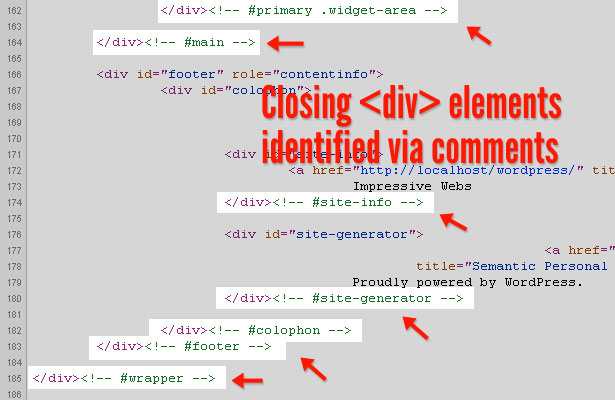 162 </div><!-- #primary .widget-area -->
163
164 </div><!-- #main -->
165
166 <div id="footer" role="contentinfo">
167 <div id="colophon">
168
Closing <div> elements
169
170
identified via comments
171 <div id="site-info">
172 <a href="http://localhost/wordpress/" tit
173 Impressive Webs
174 </div><!-- #site-info -->
175
176 <div id="site-generator">
177 <a href="
178 title="Semantic Personal
179 Proudly powered by WordPress.
180 </div><!-- #site-generator -->
181
182 </div><!-- #colophon -->
183 </div><!-- #footer -->
184
185 </div><!-- #wrapper -->
186